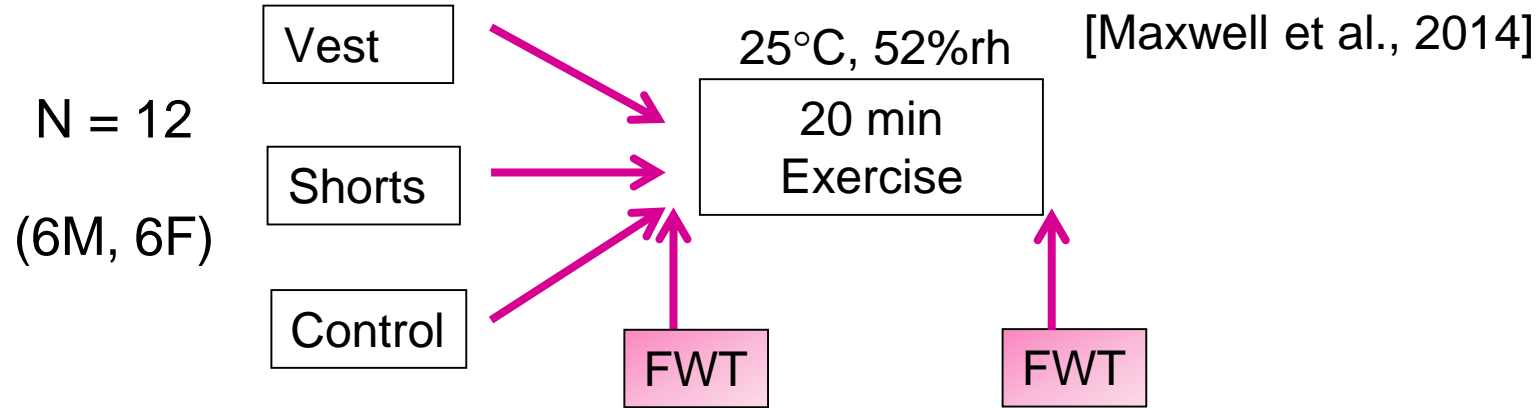 Vest
25°C, 52%rh
[Maxwell et al., 2014]
N = 12
20 min
Exercise
Shorts
(6M, 6F)
Control
FWT
FWT